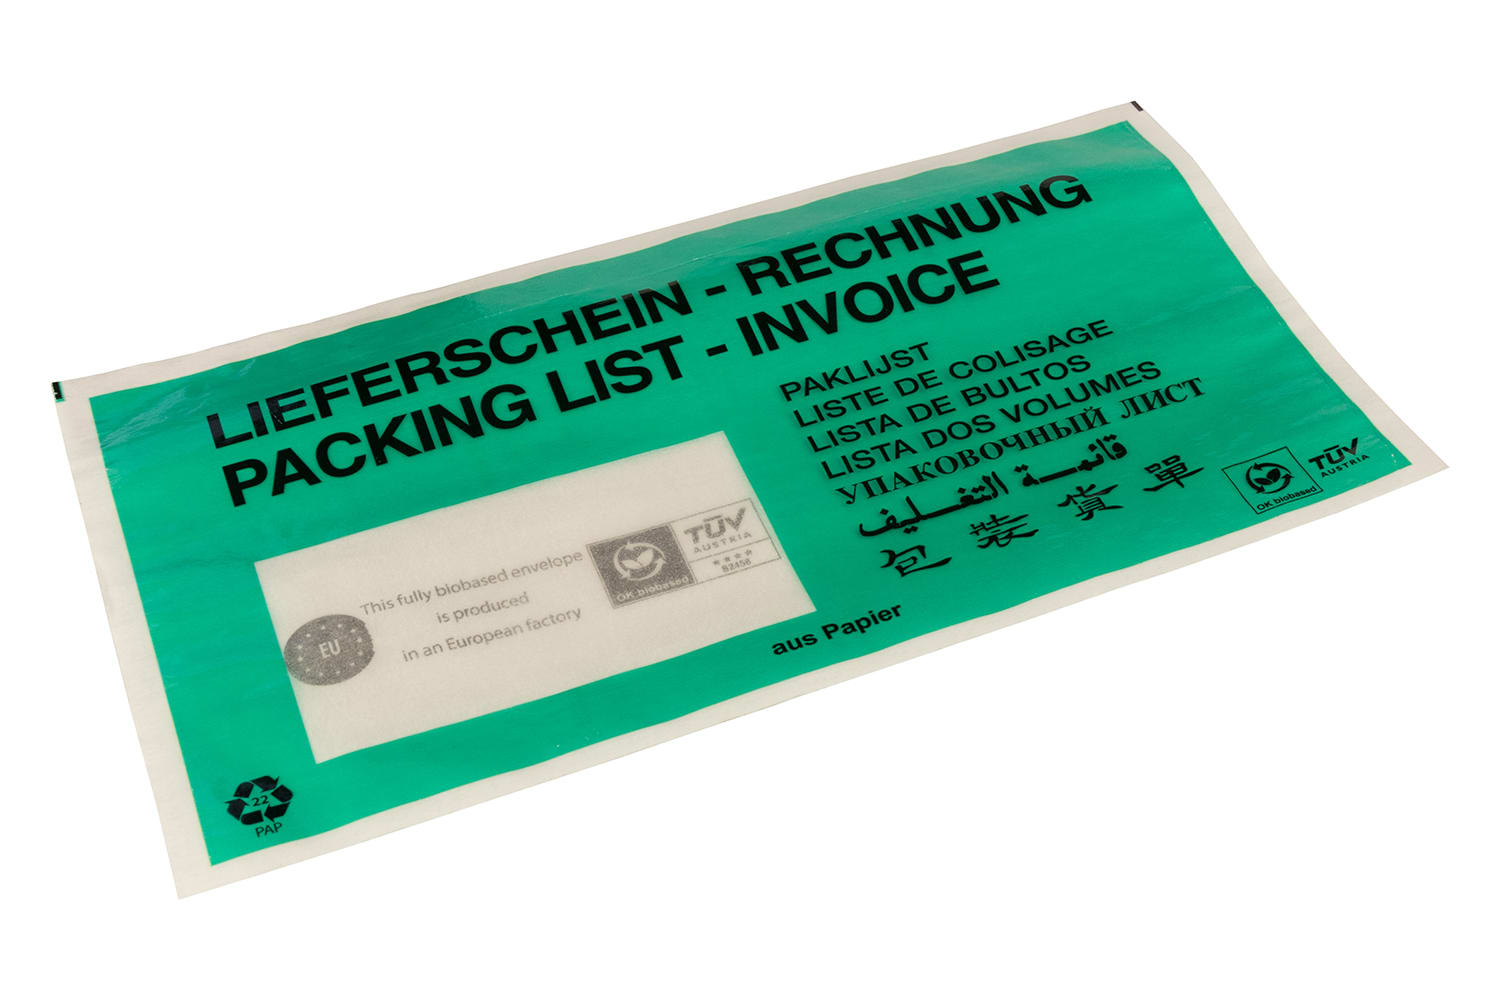 LIEFERSCHEIN - RECHNUNG
PACKING LIST - INVOICE
PAKLIJST
LISTE DE COLISAGE
LISTA DE BULTOS
LISTA DOS VOLUMES
УПАКОВОЧНЫЙ ЛИСТ
قائمة التغليف
包裝貨單
This fully biobased envelope
is produced
in an European factory
EU
OK biobased
TÜV
AUSTRIA
★★★★
S2456
OK biobased
TÜV
AUSTRIA
aus Papier
22
PAP